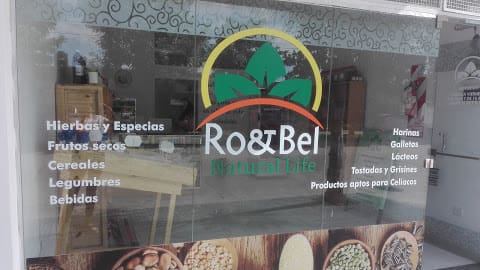 Ro&Bel
Natural Life
Hierbas y Especias
Frutos secos
Cereales
Legumbres
Bebidas
Harinas
Galletas
Lácteos
Tostadas y Grisines
Productos aptos para Celíacos